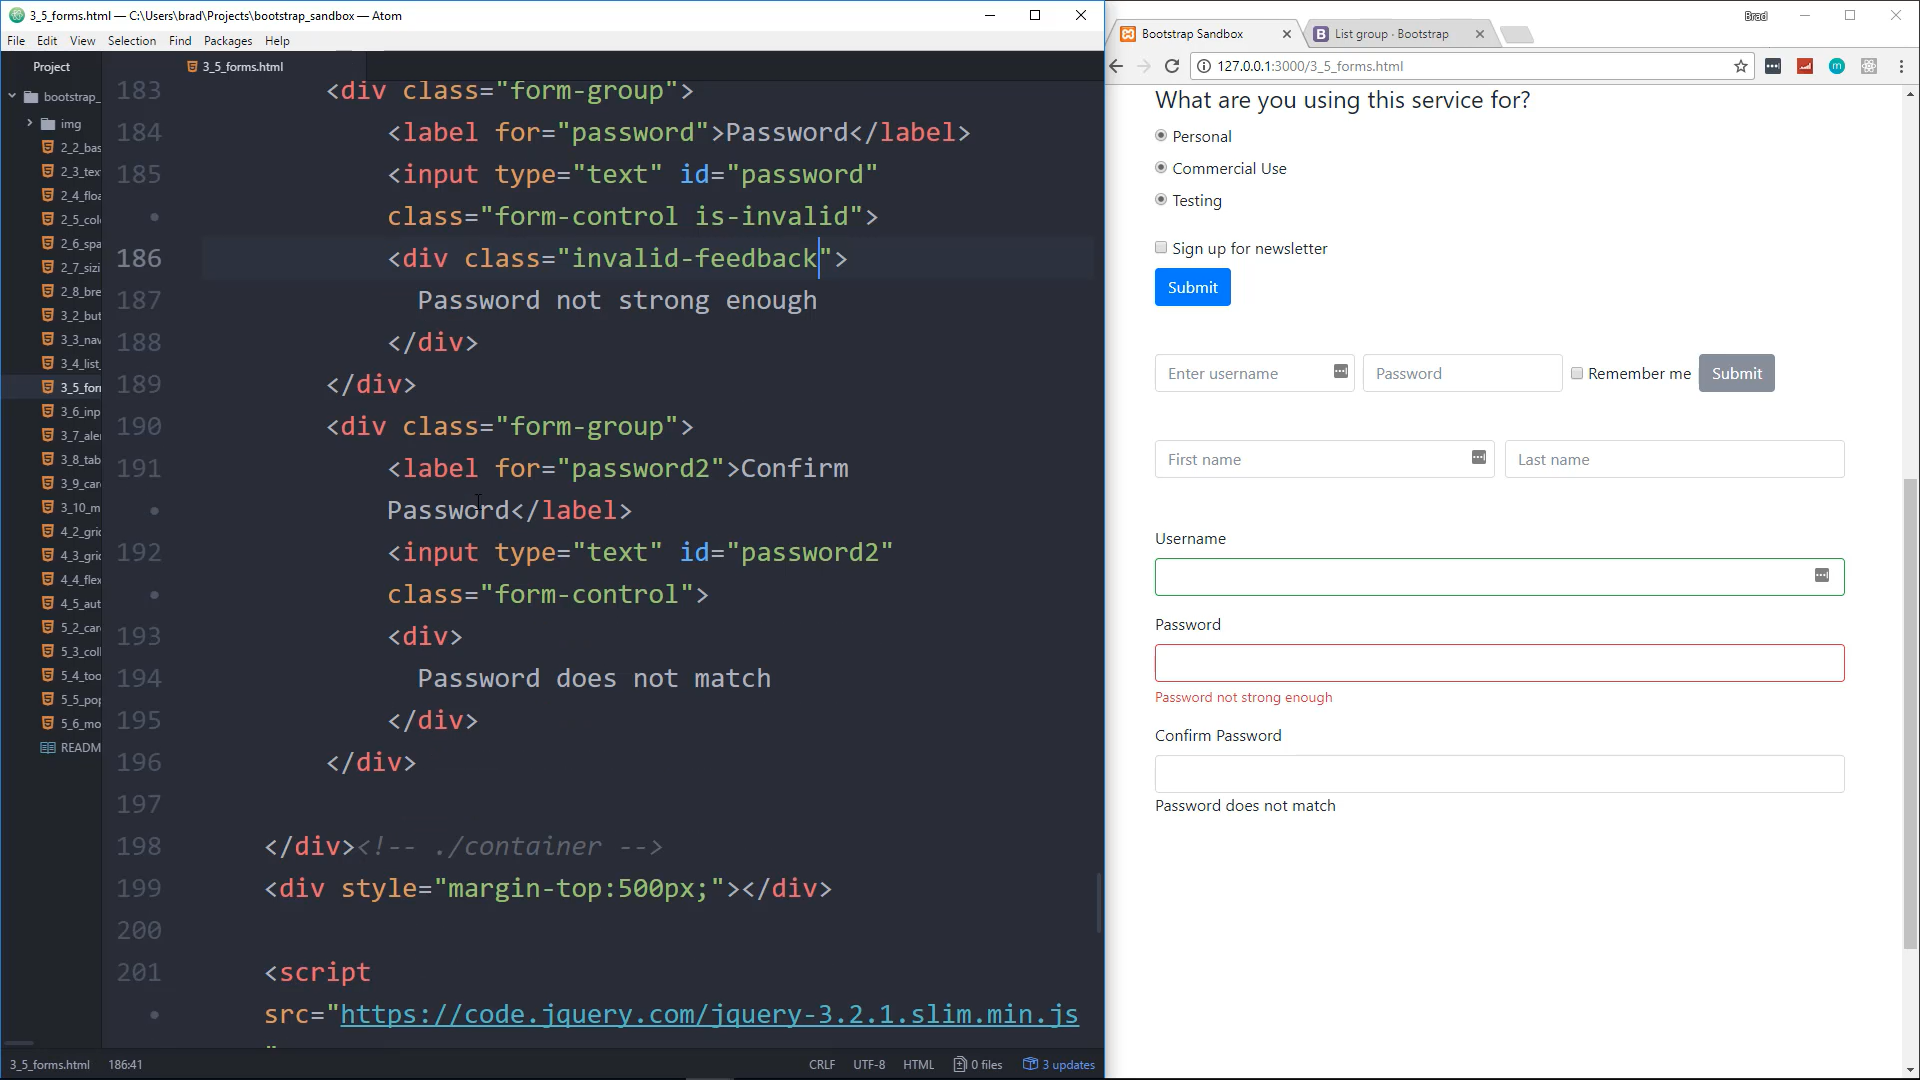 3_5_forms.html — C:\Users\brad\Projects\bootstrap_sandbox — Atom
File Edit View Selection Find Packages Help
Project
3_5_forms.html
bootstrap_
img
2_2_bas
2_3_tex
2_4_floa
2_5_colo
2_6_spa
2_7_sizi
2_8_bre
3_2_but
3_3_nav
3_4_list_
3_5_for
3_6_inp
3_7_aler
3_8_tab
3_9_card
3_10_m
4_2_grid
4_3_grid
4_4_flex
4_5_aut
5_2_car
5_3_coll
5_4_too
5_5_pop
5_6_mo
README
183 <div class="form-group">
184 <label for="password">Password</label>
185 <input type="text" id="password"
• class="form-control is-invalid">
186 <div class="invalid-feedback">
187 Password not strong enough
188 </div>
189 </div>
190 <div class="form-group">
191 <label for="password2">Confirm
• Password</label>
192 <input type="text" id="password2"
• class="form-control">
193 <div>
194 Password does not match
195 </div>
196 </div>
197
198 </div><!-- ./container -->
199 <div style="margin-top:500px;"></div>
200
201 <script
• src="https://code.jquery.com/jquery-3.2.1.slim.min.js
"
3_5_forms.html 186:41 CRLF UTF-8 HTML 0 files 3 updates
Brad
Bootstrap Sandbox
List group · Bootstrap
127.0.0.1:3000/3_5_forms.html
What are you using this service for?
Personal
Commercial Use
Testing
Sign up for newsletter
Submit
Enter username Password Remember me Submit
First name Last name
Username
Password
Password not strong enough
Confirm Password
Password does not match